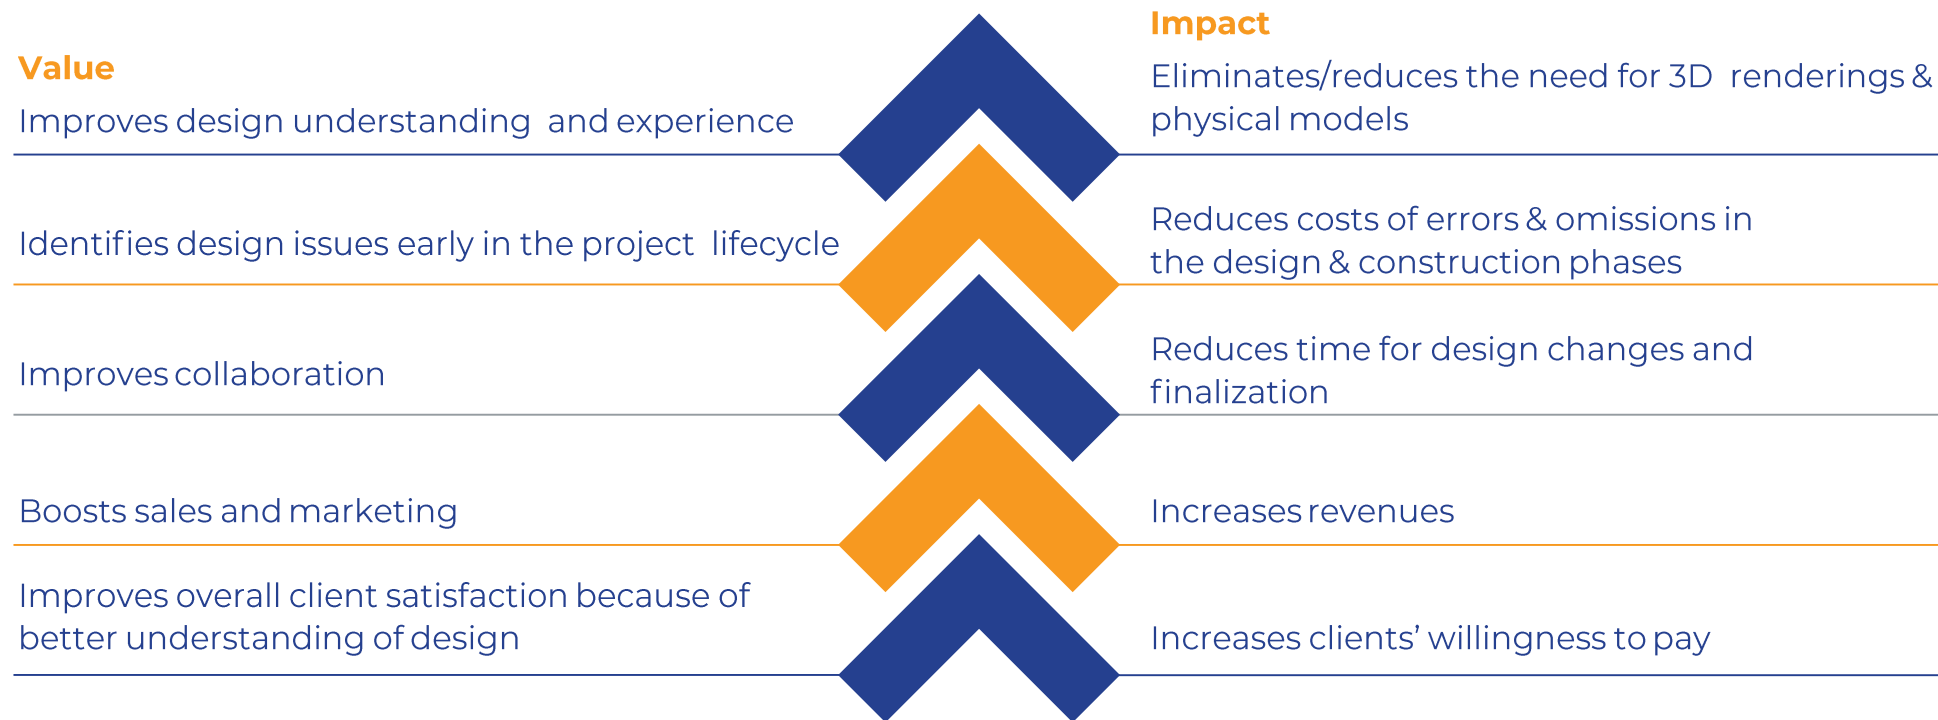 Value
Improves design understanding and experience
Identifies design issues early in the project lifecycle
Improves collaboration
Boosts sales and marketing
Improves overall client satisfaction because of
better understanding of design
Impact
Eliminates/reduces the need for 3D renderings &
physical models
Reduces costs of errors & omissions in
the design & construction phases
Reduces time for design changes and
finalization
Increases revenues
Increases clients’ willingness to pay